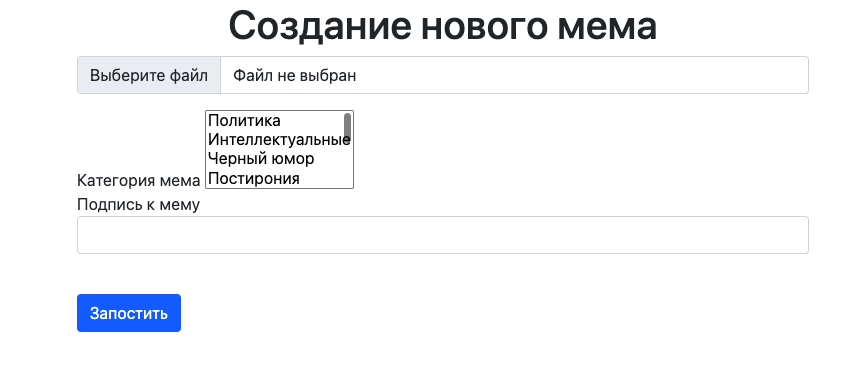 Создание нового мема
Выберите файл Файл не выбран
Политика
Интеллектуальные
Черный юмор
Категория мема Постирония
Подпись к мему
Запостить